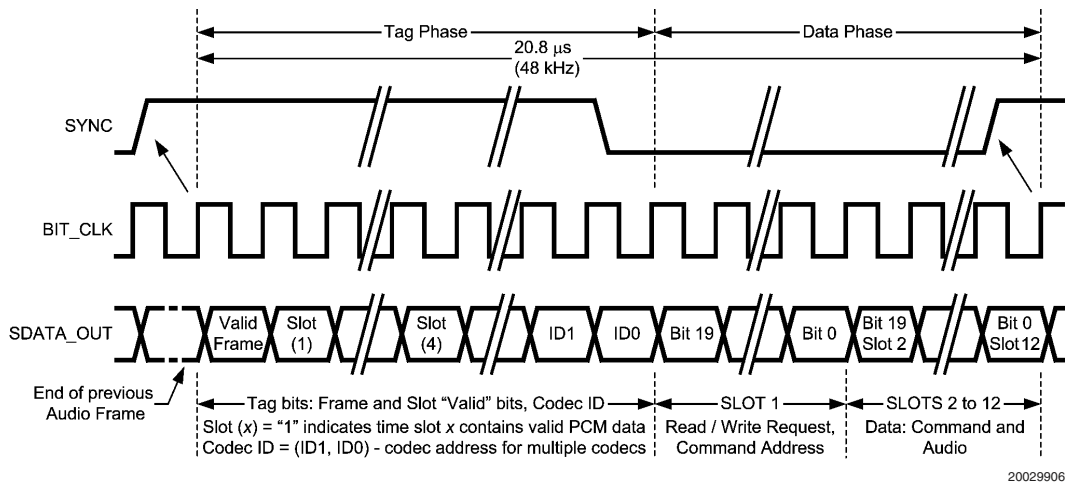 Tag Phase
Data Phase
20.8 μs
(48 kHz)
SYNC
BIT_CLK
SDATA_OUT
Valid
Frame
Slot
(1)
Slot
(4)
ID1
ID0
Bit 19
Bit 0
Bit 19
Slot 2
Bit 0
Slot12
End of previous
Audio Frame
Tag bits: Frame and Slot “Valid” bits, Codec ID
Slot (x) = “1” indicates time slot x contains valid PCM data
Codec ID = (ID1, ID0) - codec address for multiple codecs
SLOT 1
Read / Write Request,
Command Address
SLOTS 2 to 12
Data: Command and
Audio
20029906